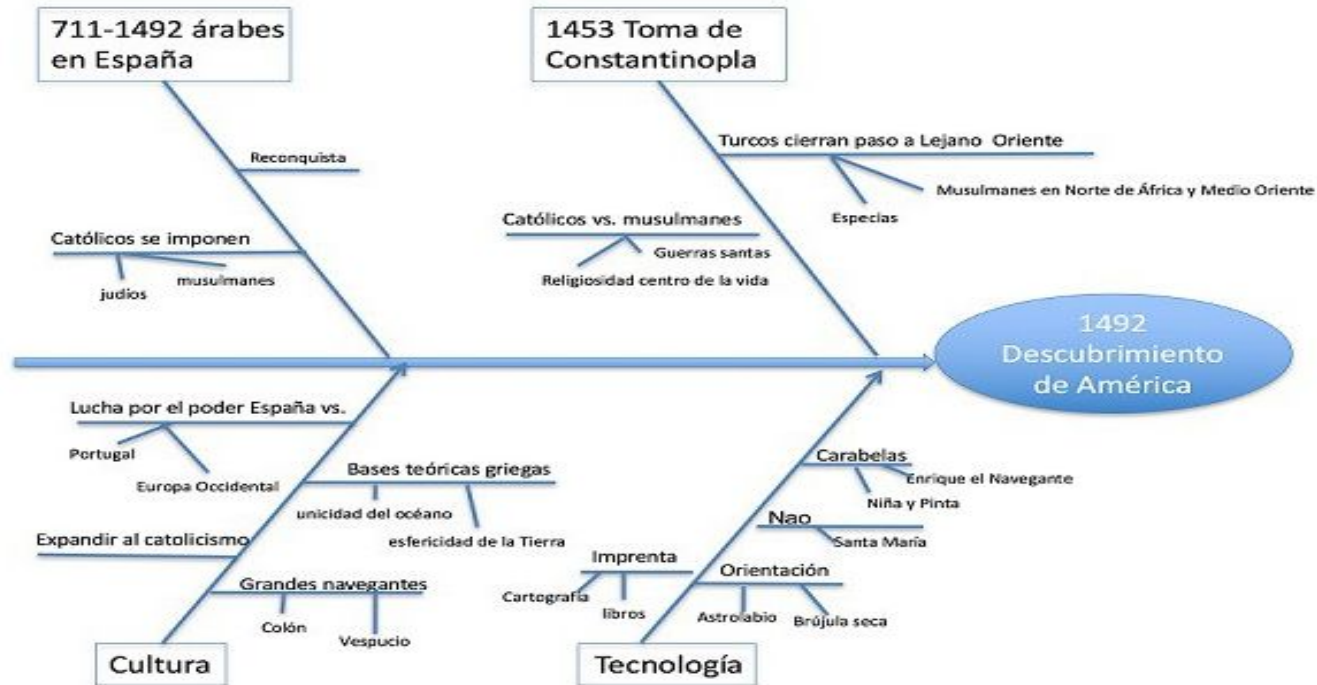 711-1492 árabes
en España
Reconquista
Católicos se imponen
judíos
musulmanes
1453 Toma de
Constantinopla
Turcos cierran paso a Lejano Oriente
Especias
Musulmanes en Norte de África y Medio Oriente
Católicos vs. musulmanes
Guerras santas
Religiosidad centro de la vida
1492
Descubrimiento
de América
Lucha por el poder España vs.
Portugal
Europa Occidental
Bases teóricas griegas
unicidad del océano
esfericidad de la Tierra
Expandir al catolicismo
Grandes navegantes
Colón
Vespucio
Cultura
Carabelas
Enrique el Navegante
Niña y Pinta
Nao
Santa María
Imprenta
Cartografía
libros
Orientación
Astrolabio
Brújula seca
Tecnología